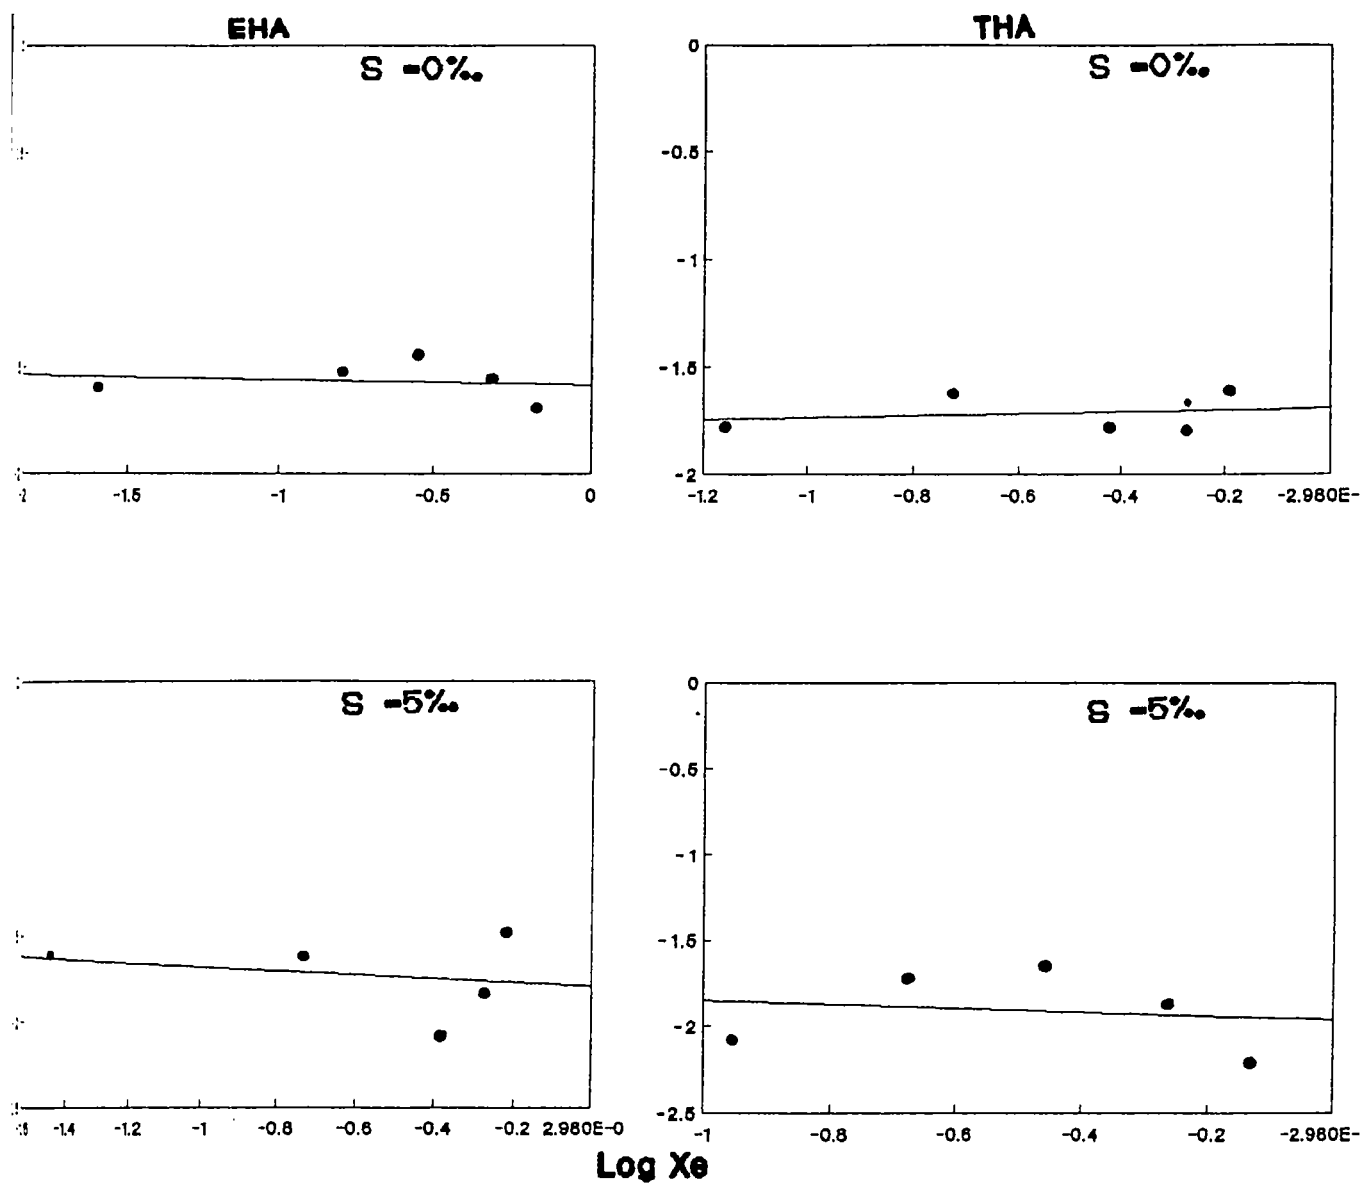 EHA THA
S =0‰ 0 S =0‰
-0.5
-1
-1.5
-2
-1.5 -1 -0.5 0 -1.2 -1 -0.8 -0.6 -0.4 -0.2 -2.980E-
S =5‰ 0 S =5‰
-0.5
-1
-1.5
-2
-2.5
-1.4 -1.2 -1 -0.8 -0.6 -0.4 -0.2 2.980E-0 -1 -0.8 -0.6 -0.4 -0.2 -2.980E-
Log Xe